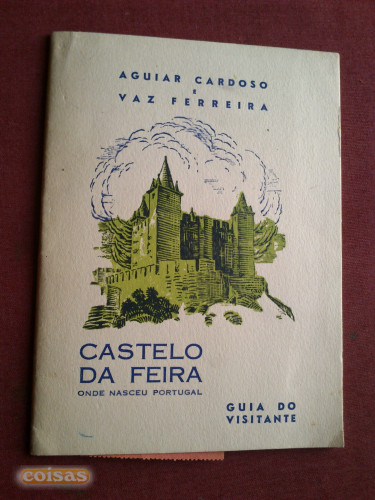 AGUIAR CARDOSO
E
VAZ FERREIRA
CASTELO
DA FEIRA
ONDE NASCEU PORTUGAL
GUIA DO
VISITANTE
coisas